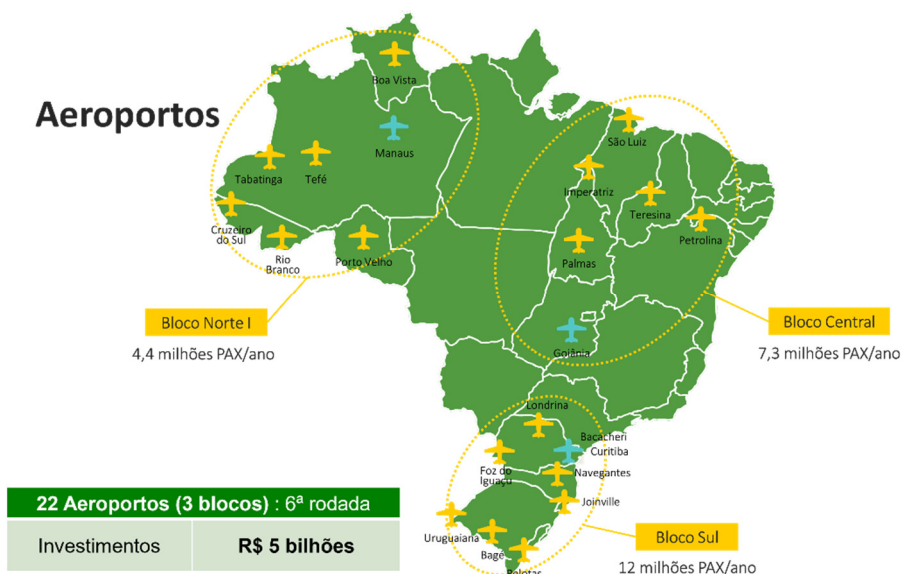 Aeroportos
Boa Vista
Manaus
Tabatinga
Tefé
Cruzeiro
do Sul
Rio
Branco
Porto Velho
Bloco Norte I
4,4 milhões PAX/ano
São Luiz
Imperatriz
Teresina
Petrolina
Palmas
Goiânia
Bloco Central
7,3 milhões PAX/ano
Londrina
Bacacheri
Curitiba
Foz do
Iguaçu
Navegantes
Joinville
Uruguaiana
Bagé
Pelotas
Bloco Sul
12 milhões PAX/ano
22 Aeroportos (3 blocos) : 6ª rodada
Investimentos R$ 5 bilhões